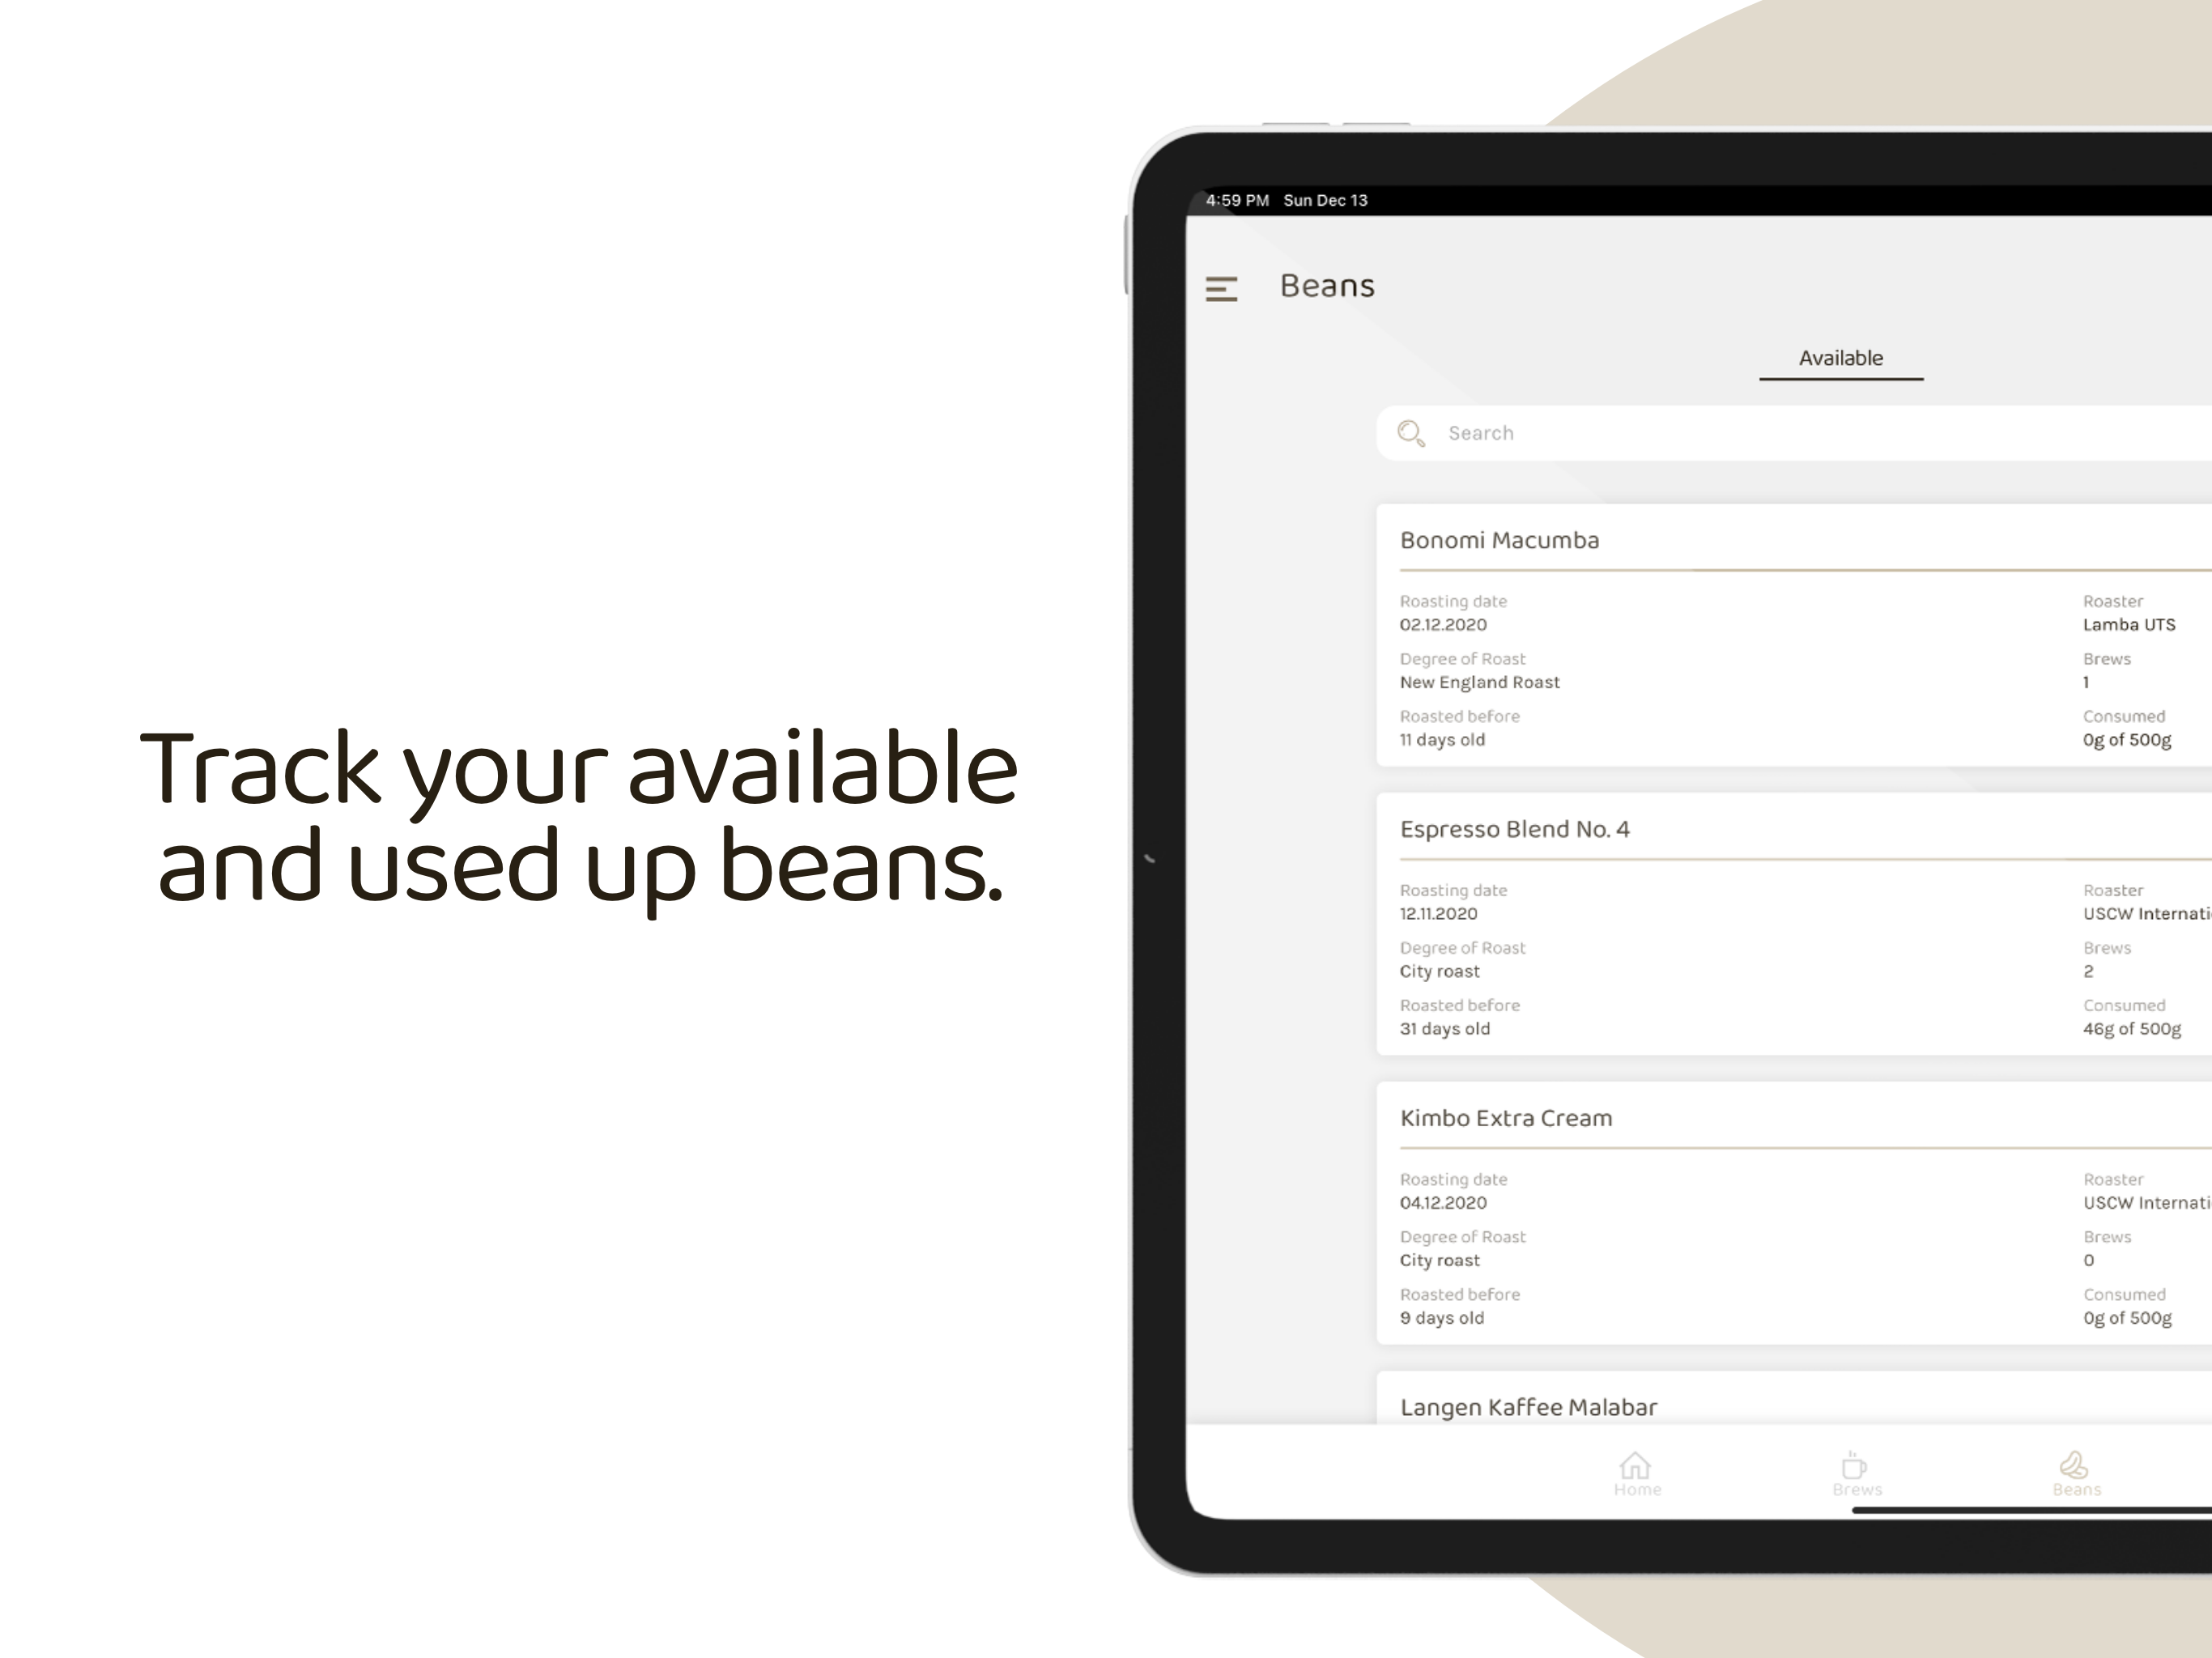 Track your available
and used up beans.
4:59 PM Sun Dec 13
Beans
Available
Search
Bonomi Macumba
Roasting date
02.12.2020
Roaster
Lamba UTS
Degree of Roast
New England Roast
Brews
1
Roasted before
11 days old
Consumed
0g of 500g
Espresso Blend No. 4
Roasting date
12.11.2020
Roaster
USCW Internati
Degree of Roast
City roast
Brews
2
Roasted before
31 days old
Consumed
46g of 500g
Kimbo Extra Cream
Roasting date
04.12.2020
Roaster
USCW Internati
Degree of Roast
City roast
Brews
0
Roasted before
9 days old
Consumed
0g of 500g
Langen Kaffee Malabar
Home
Brews
Beans